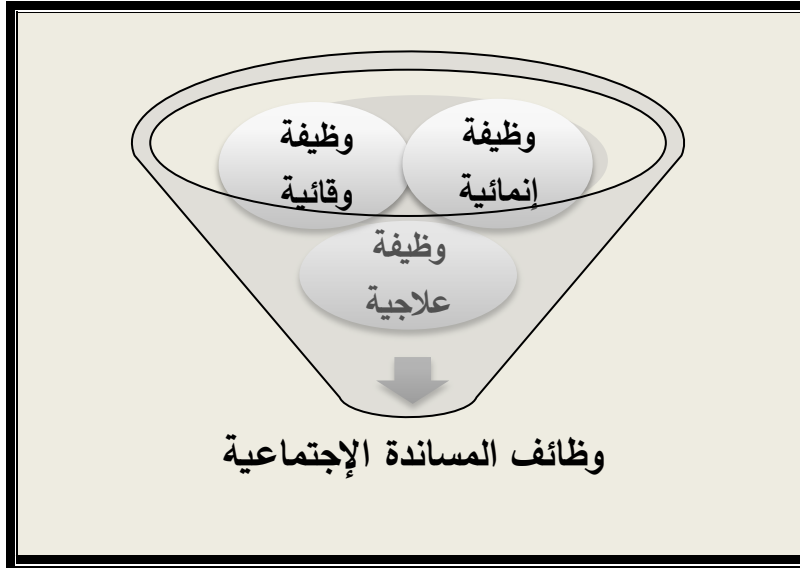 وظيفة
إنمائية
وظيفة
وقائية
وظيفة
علاجية
وظائف المساندة الإجتماعية